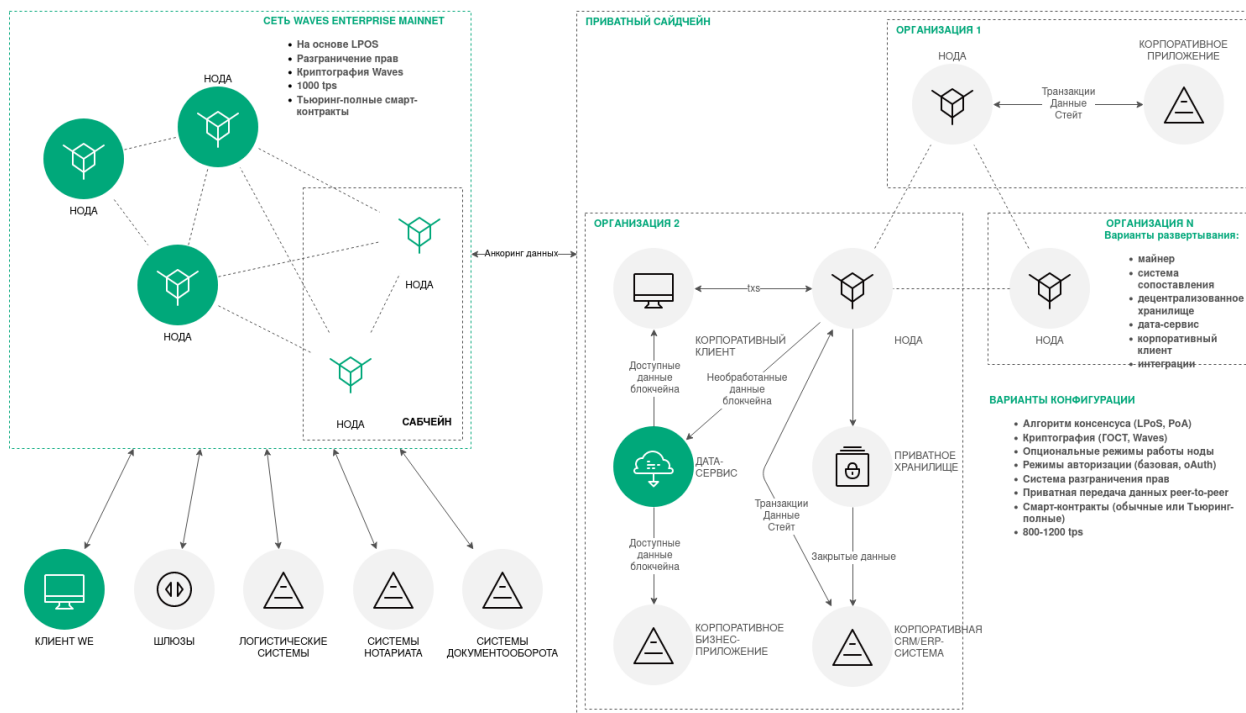 СЕТЬ WAVES ENTERPRISE MAINNET
На основе LPOS
Разграничение прав
Криптография Waves
1000 tps
Тьюринг-полные смарт-
контракты
НОДА
НОДА
НОДА
НОДА
НОДА
САБЧЕЙН
Анкоринг данных
КЛИЕНТ WE
ШЛЮЗЫ
ЛОГИСТИЧЕСКИЕ
СИСТЕМЫ
СИСТЕМЫ
НОТАРИАТА
СИСТЕМЫ
ДОКУМЕНТООБОРОТА
ПРИВАТНЫЙ САЙДЧЕЙН
ОРГАНИЗАЦИЯ 1
НОДА
КОРПОРАТИВНОЕ
ПРИЛОЖЕНИЕ
Транзакции
Данные
Стейт
ОРГАНИЗАЦИЯ 2
txs
КОРПОРАТИВНЫЙ
КЛИЕНТ
НОДА
Доступные
данные
блокчейна
Необработанные
данные
блокчейна
ДАТА-
СЕРВИС
ПРИВАТНОЕ
ХРАНИЛИЩЕ
Транзакции
Данные
Стейт
Доступные
данные
блокчейна
Закрытые данные
КОРПОРАТИВНОЕ
БИЗНЕС-
ПРИЛОЖЕНИЕ
КОРПОРАТИВНАЯ
CRM/ERP-
СИСТЕМА
ОРГАНИЗАЦИЯ N
Варианты развертывания:
майнер
система
сопоставления
децентрализованное
хранилище
дата-сервис
корпоративный
клиент
интеграции
НОДА
ВАРИАНТЫ КОНФИГУРАЦИИ
Алгоритм консенсуса (LPoS, PoA)
Криптография (ГОСТ, Waves)
Опциональные режимы работы ноды
Режимы авторизации (базовая, oAuth)
Система разграничения прав
Приватная передача данных peer-to-peer
Смарт-контракты (обычные или Тьюринг-
полные)
800-1200 tps